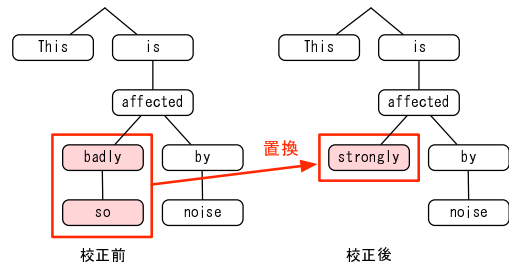 This is
affected
badly by
so noise
校正前
置換
This is
affected
strongly by
noise
校正後